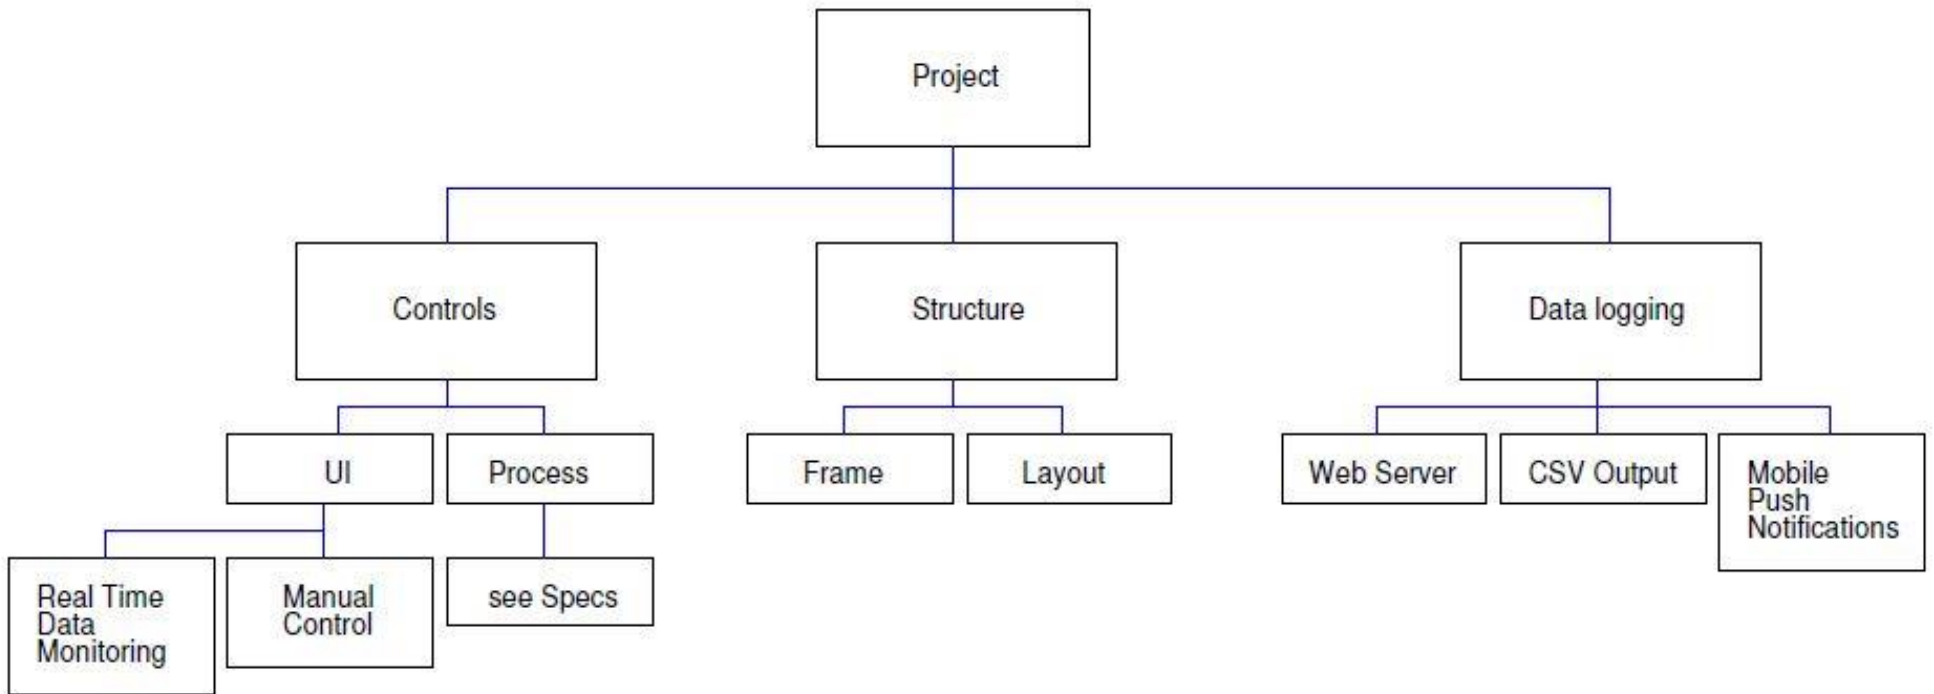 Project
Controls
Structure
Data logging
UI
Process
Frame
Layout
Web Server
CSV Output
Mobile
Push
Notifications
Real Time
Data
Monitoring
Manual
Control
see Specs